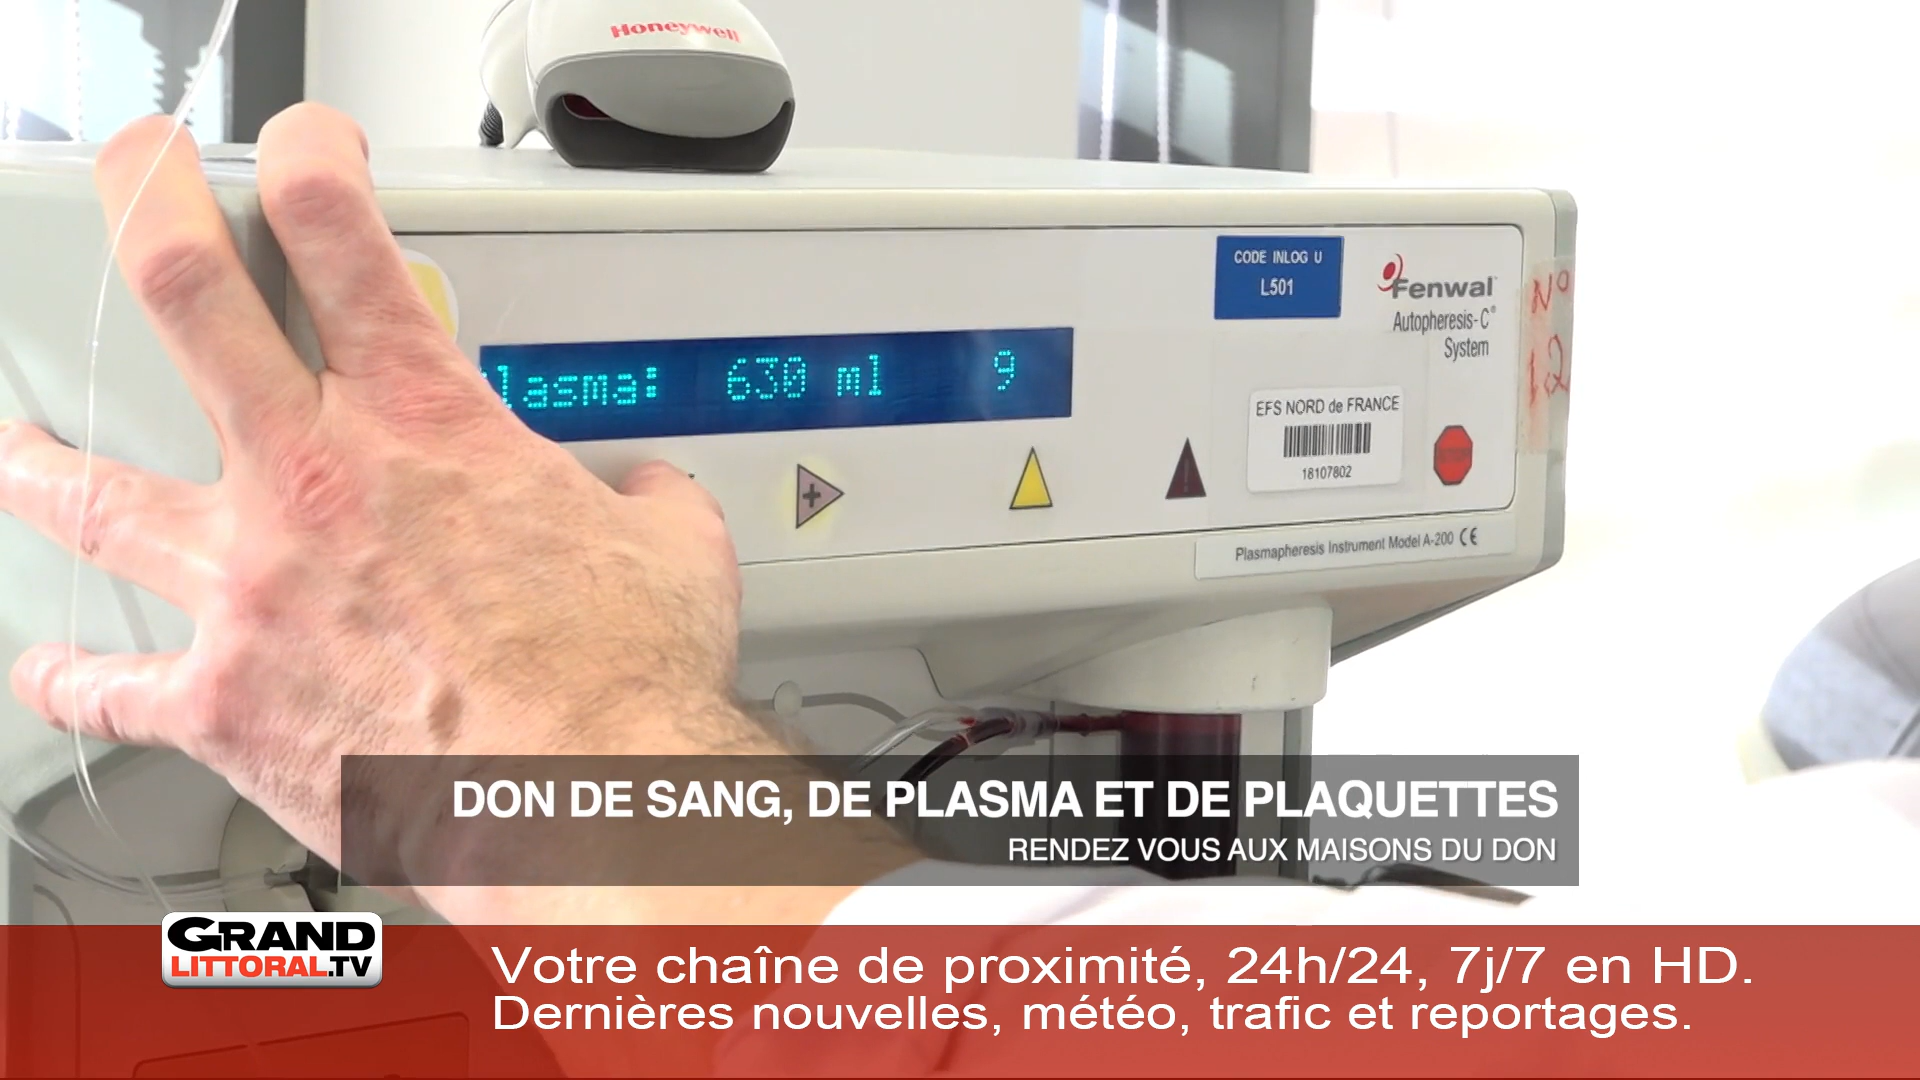 Honeywell
CODE INLOG U
L501
Fenwal
Autopheresis-C®
System
N°
12
lasma: 630 ml 9
EFS NORD de FRANCE
18107802
Plasmapheresis Instrument Model A-200 CE
DON DE SANG, DE PLASMA ET DE PLAQUETTES
RENDEZ VOUS AUX MAISONS DU DON
GRAND
LITTORAL.TV
Votre chaîne de proximité, 24h/24, 7j/7 en HD.
Dernières nouvelles, météo, trafic et reportages.